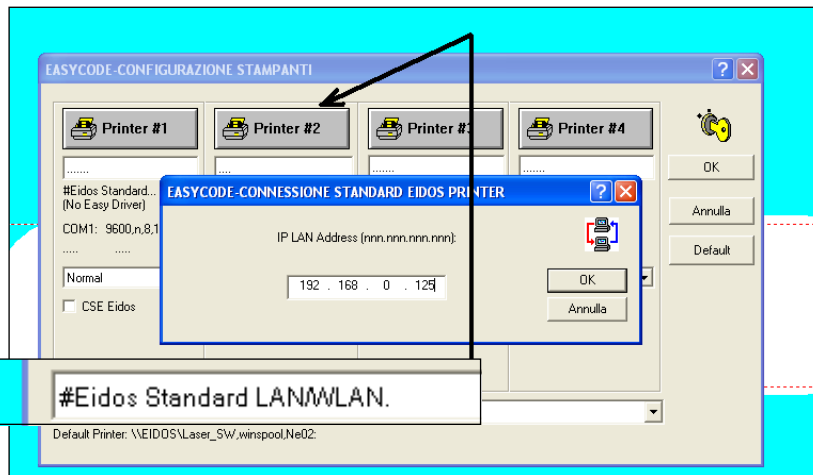 EASYCODE-CONFIGURAZIONE STAMPANTI
Printer #1
Printer #2
Printer #3
Printer #4
.......
....
.......
.......
OK
#Eidos Standard...
(No Easy Driver)
COM1: 9600,n,8,1
..... .....
EASYCODE-CONNESSIONE STANDARD EIDOS PRINTER
Annulla
IP LAN Address (nnn.nnn.nnn.nnn):
Default
Normal
192 . 168 . 0 . 125
OK
CSE Eidos
Annulla
#Eidos Standard LAN/WLAN.
Default Printer: \\EIDOS\Laser_SW,winspool,Ne02: